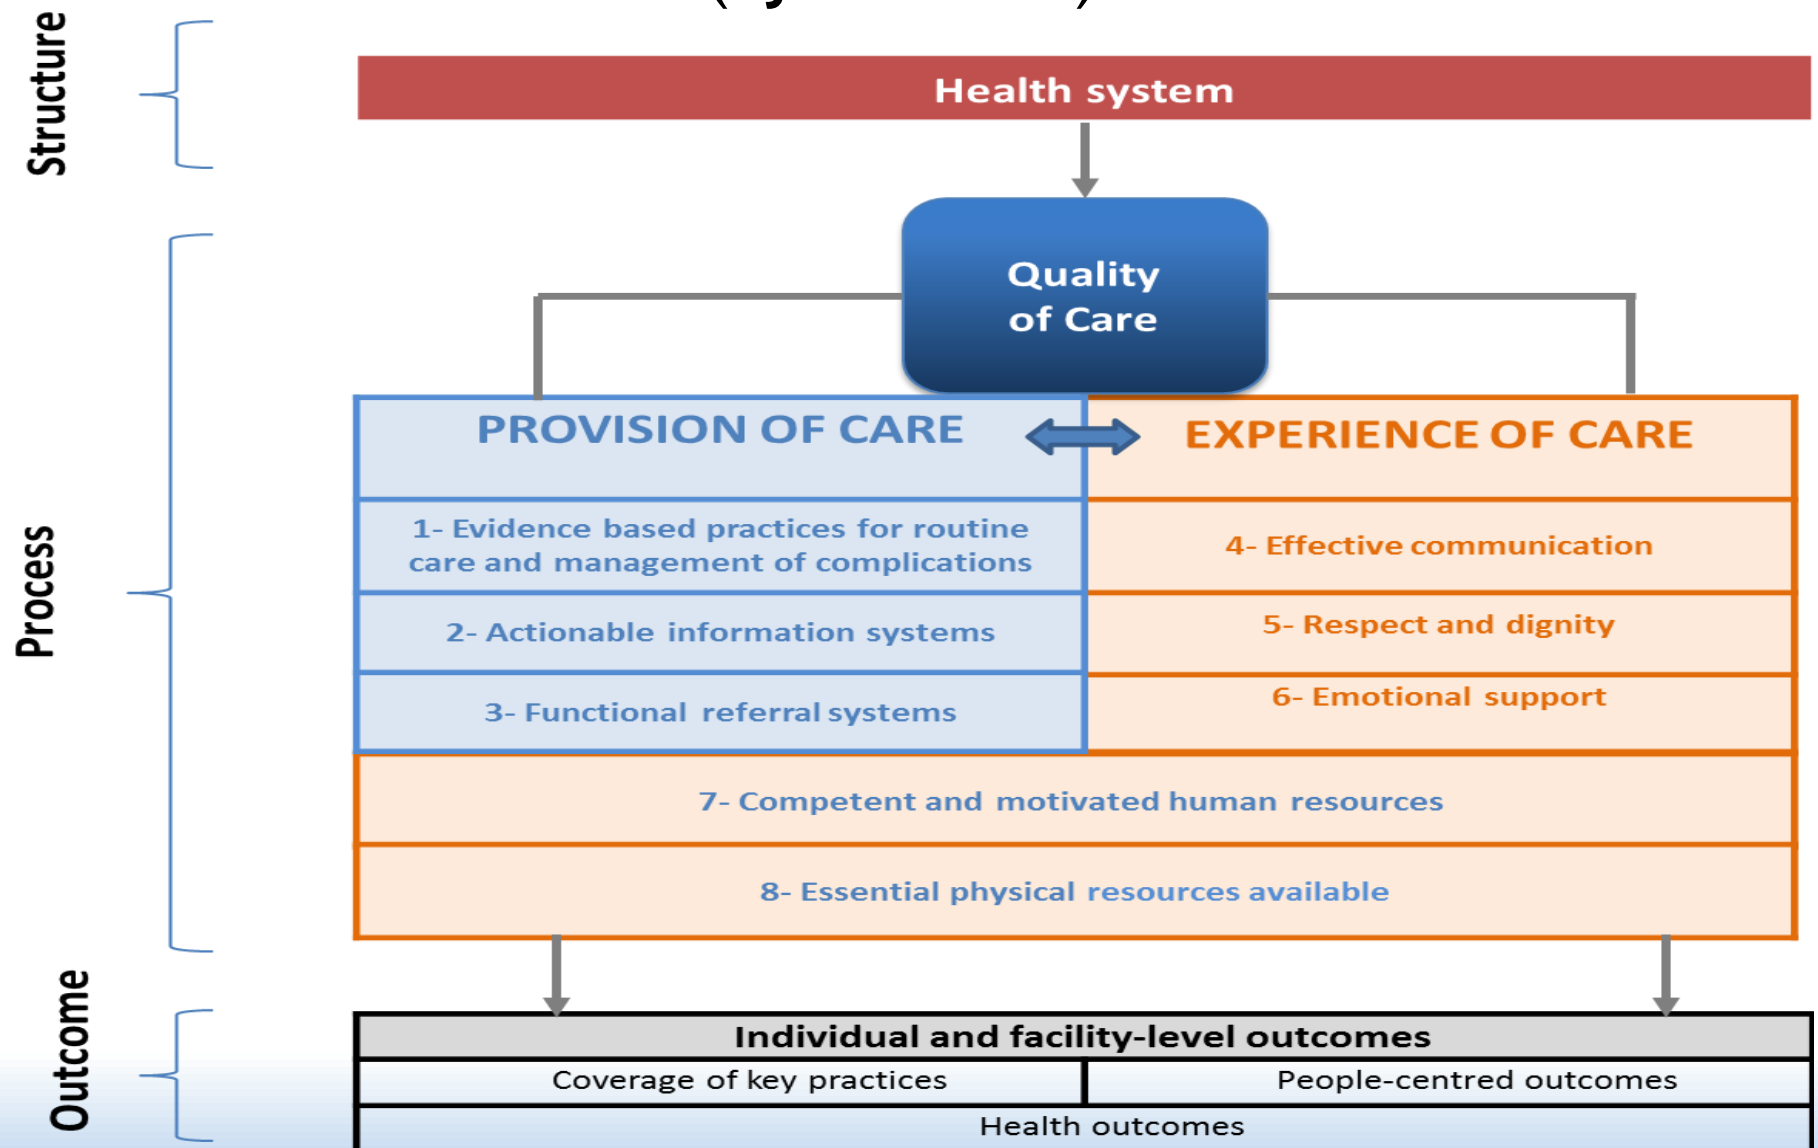 Structure
Health system
Process
Quality
of Care
PROVISION OF CARE
EXPERIENCE OF CARE
1- Evidence based practices for routine
care and management of complications
4- Effective communication
2- Actionable information systems
5- Respect and dignity
3- Functional referral systems
6- Emotional support
7- Competent and motivated human resources
8- Essential physical resources available
Outcome
Individual and facility-level outcomes
Coverage of key practices
People-centred outcomes
Health outcomes